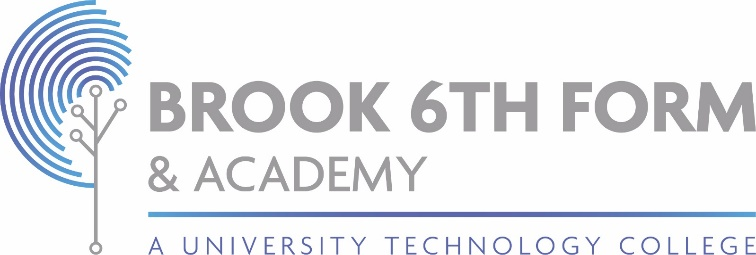 BROOK 6TH FORM
& ACADEMY
A UNIVERSITY TECHNOLOGY COLLEGE